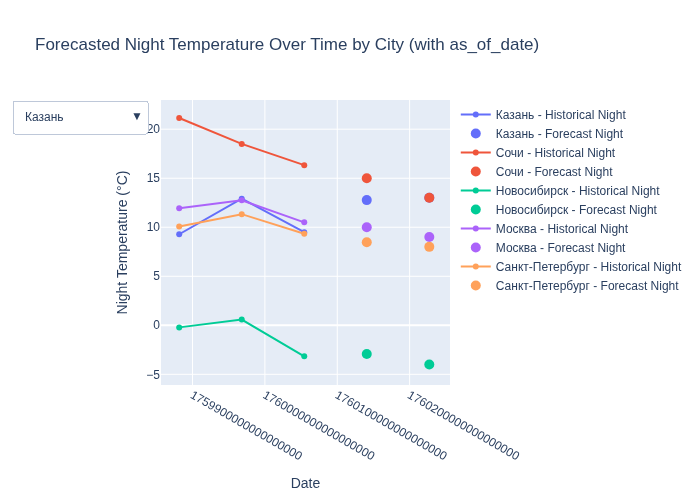 Forecasted Night Temperature Over Time by City (with as_of_date)
Казань ▼
20
15
10
5
0
−5
Night Temperature (°C)
1759900000000000000
1760000000000000000
1760100000000000000
1760200000000000000
Date
Казань - Historical Night
Казань - Forecast Night
Сочи - Historical Night
Сочи - Forecast Night
Новосибирск - Historical Night
Новосибирск - Forecast Night
Москва - Historical Night
Москва - Forecast Night
Санкт-Петербург - Historical Night
Санкт-Петербург - Forecast Night